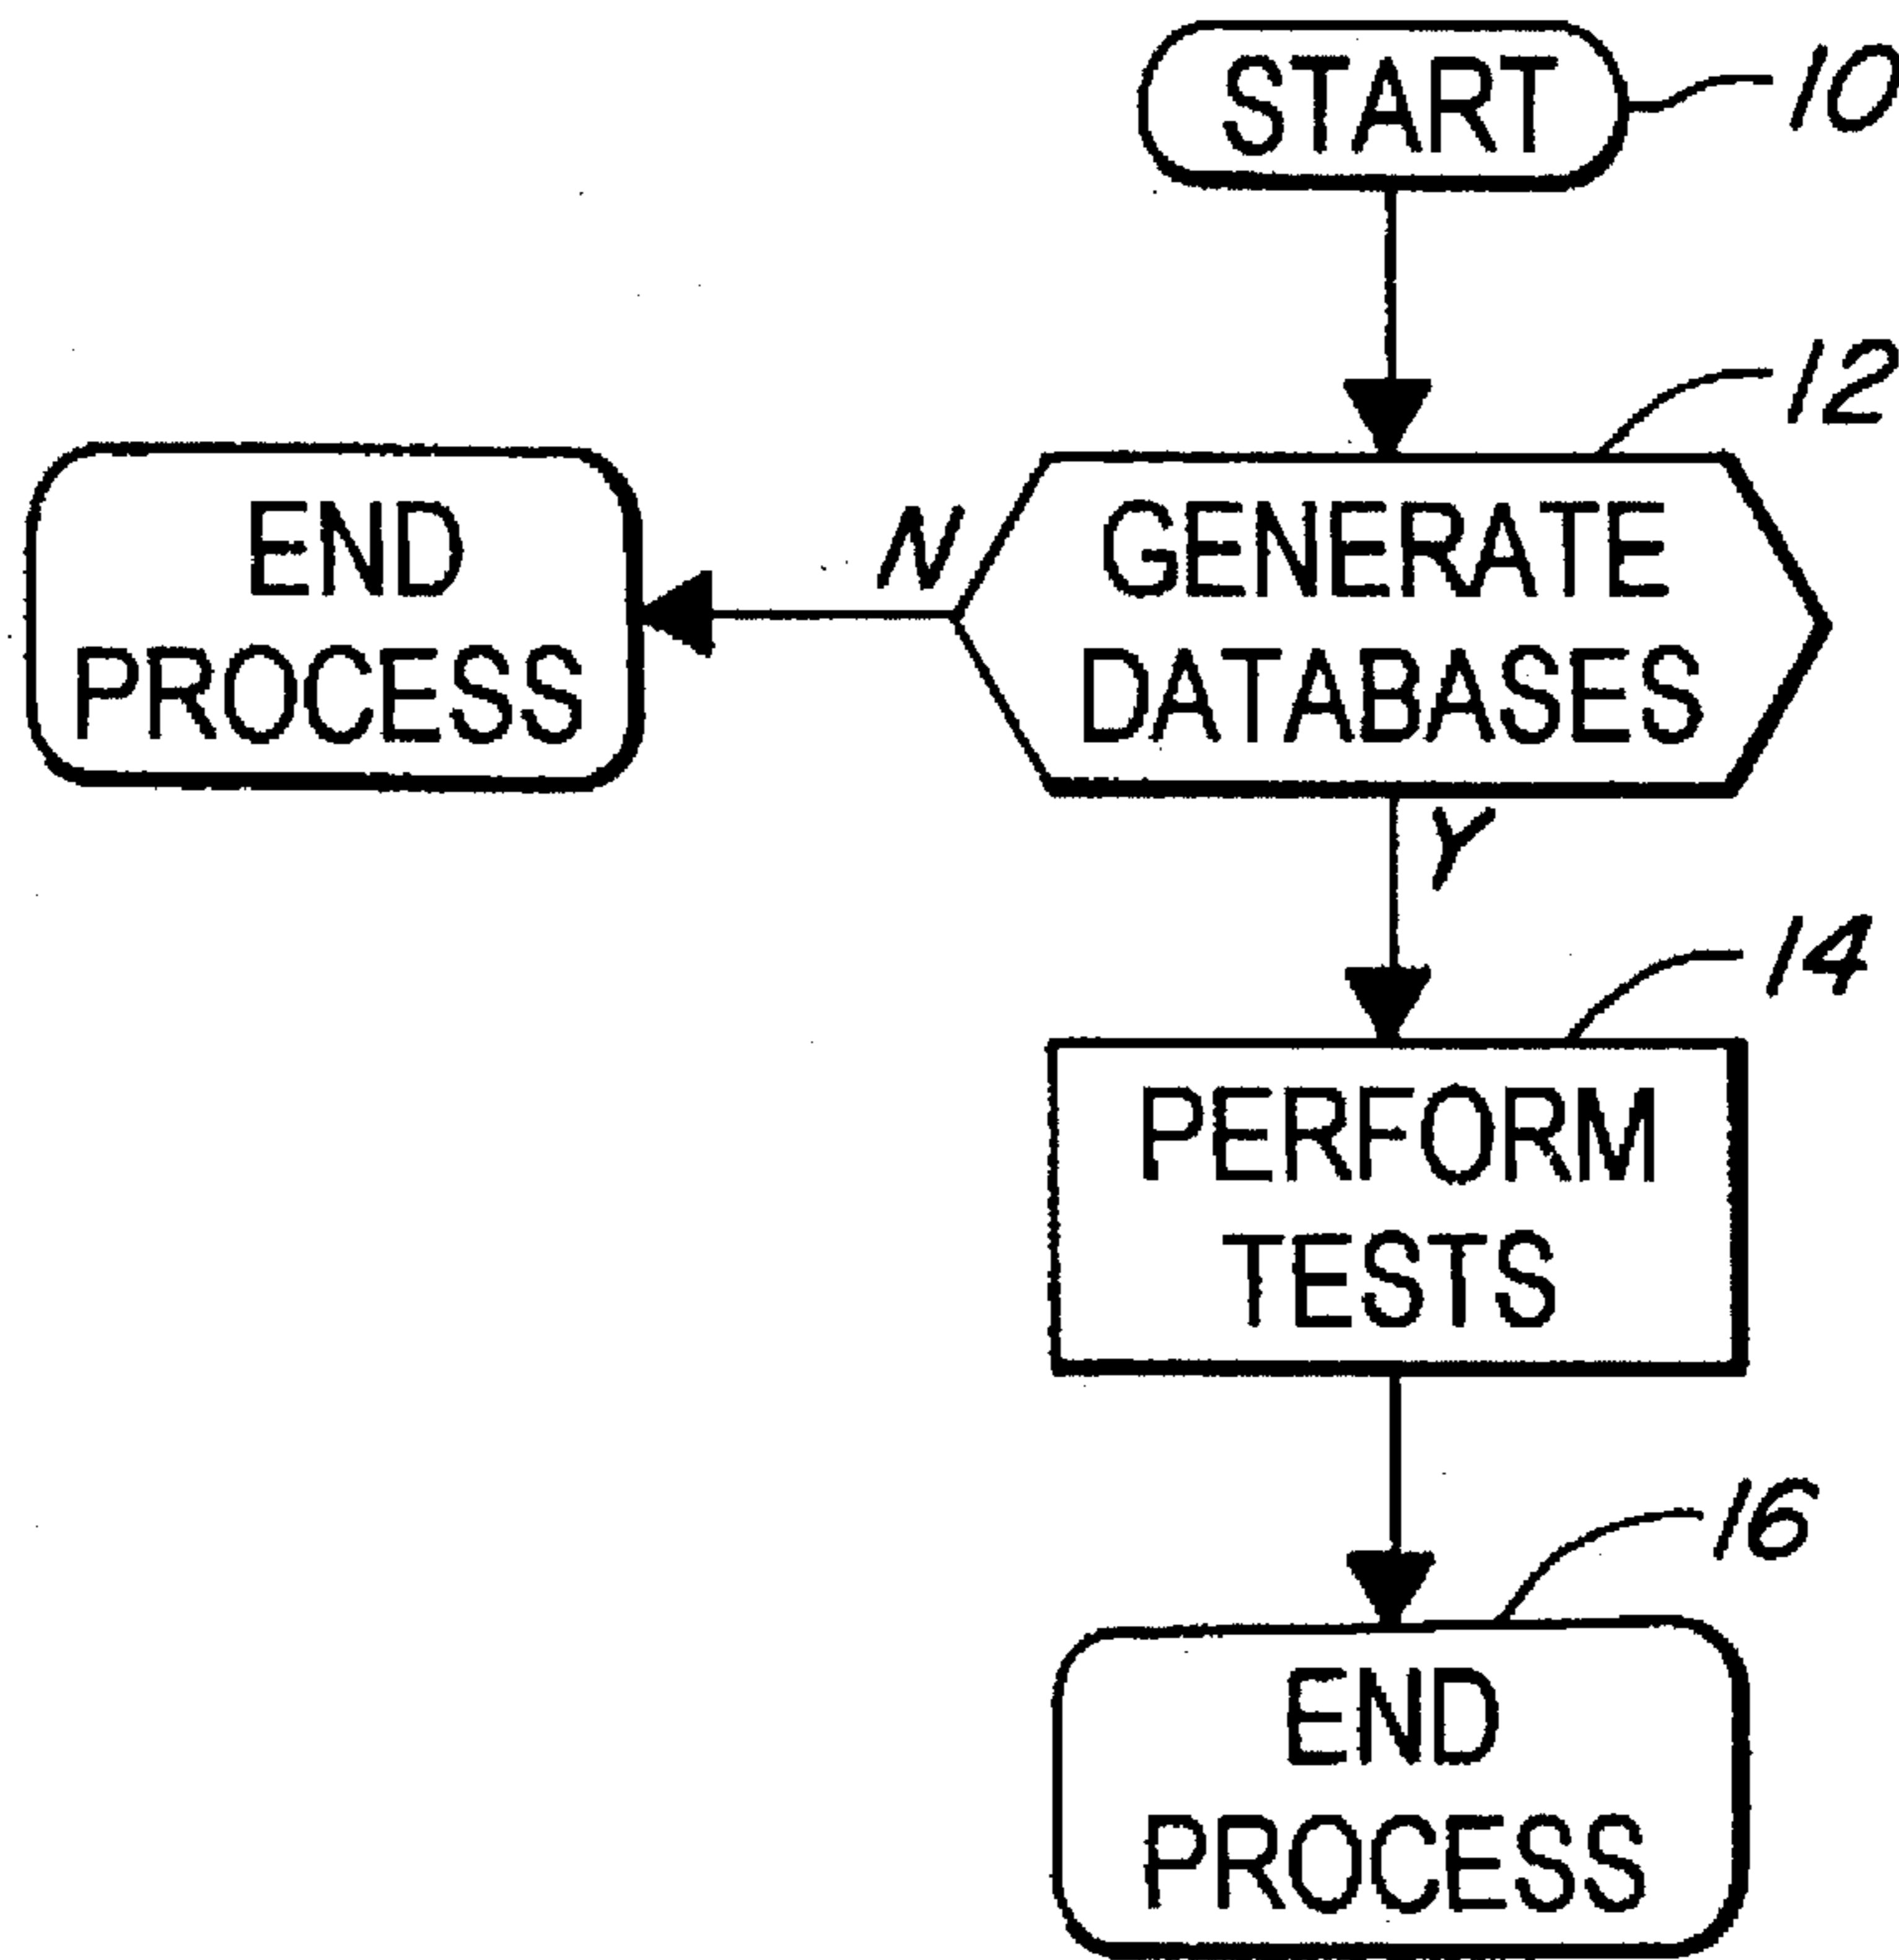 START
10
12
END
PROCESS
N
GENERATE
DATABASES
Y
14
PERFORM
TESTS
16
END
PROCESS